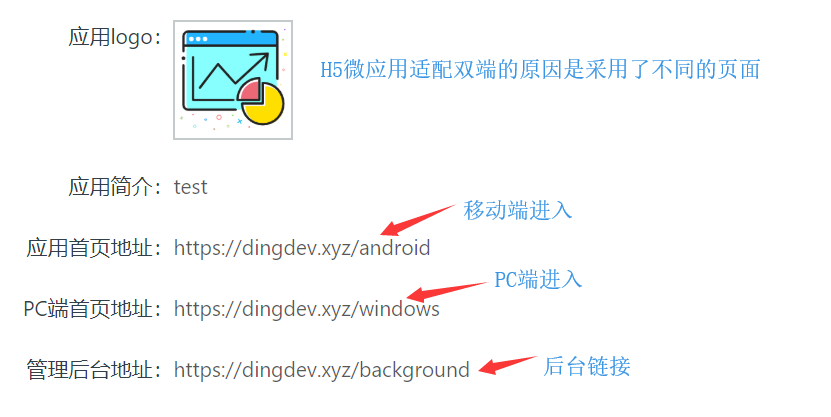 应用logo:
H5微应用适配双端的原因是采用了不同的页面
应用简介: test
移动端进入
应用首页地址: https://dingdev.xyz/android
PC端进入
PC端首页地址: https://dingdev.xyz/windows
后台链接
管理后台地址: https://dingdev.xyz/background